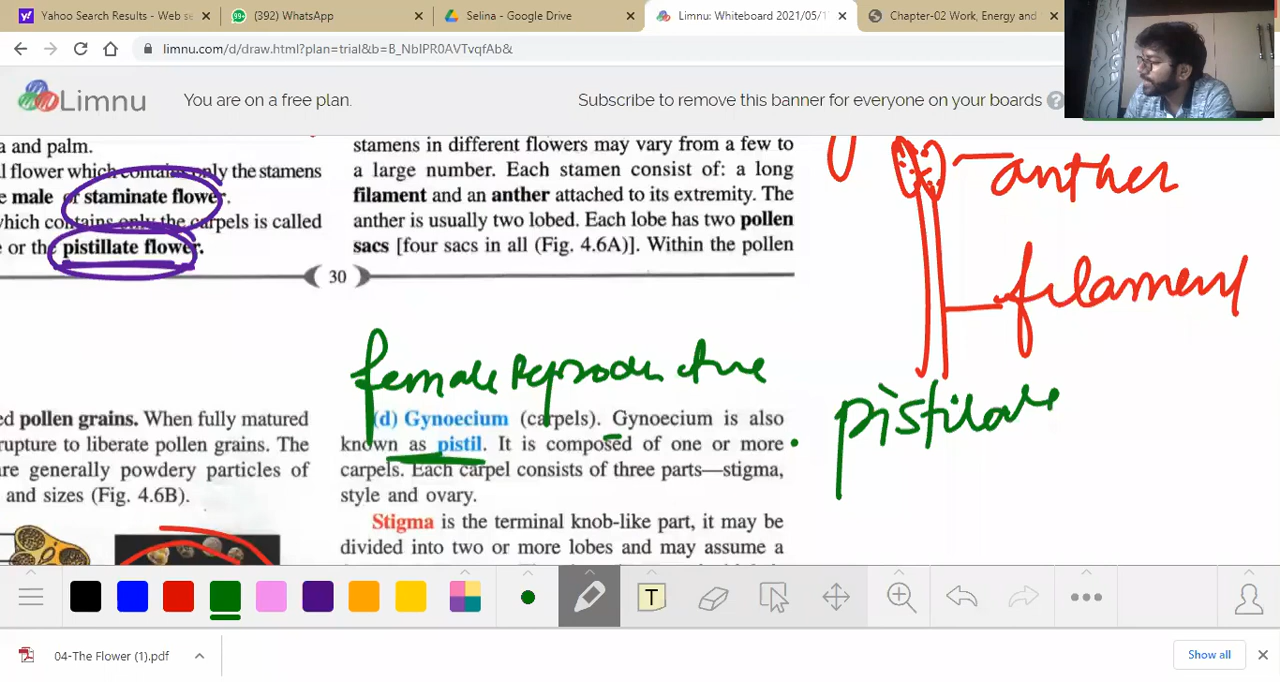 Yahoo Search Results - Web se
(392) WhatsApp
Selina - Google Drive
Limnu: Whiteboard 2021/05/1
Chapter-02 Work, Energy and
limnu.com/d/draw.html?plan=trial&b=B_NbIPR0AVTvqfAb&
Limnu
You are on a free plan.
Subscribe to remove this banner for everyone on your boards
a and palm.
l flower which contains only the stamens
e male or staminate flower.
which contains only the carpels is called
e or the pistillate flower.
stamens in different flowers may vary from a few to
a large number. Each stamen consist of: a long
filament and an anther attached to its extremity. The
anther is usually two lobed. Each lobe has two pollen
sacs [four sacs in all (Fig. 4.6A)]. Within the pollen
30
anther
filament
pistilate
female Reproductive
ed pollen grains. When fully matured
rupture to liberate pollen grains. The
are generally powdery particles of
and sizes (Fig. 4.6B).
(d) Gynoecium (carpels). Gynoecium is also
known as pistil. It is composed of one or more
carpels. Each carpel consists of three parts—stigma,
style and ovary.
Stigma is the terminal knob-like part, it may be
divided into two or more lobes and may assume a
T
04-The Flower (1).pdf
Show all